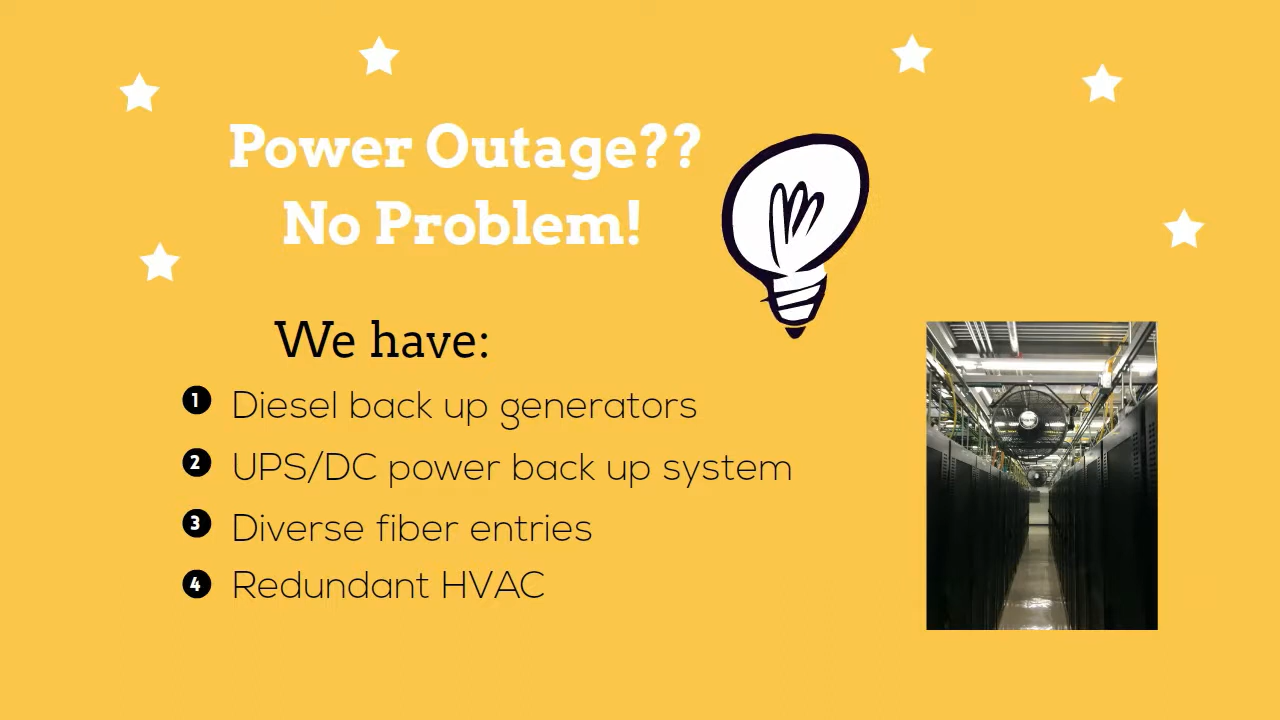 Power Outage??
No Problem!
We have:
1 Diesel back up generators
2 UPS/DC power back up system
3 Diverse fiber entries
4 Redundant HVAC